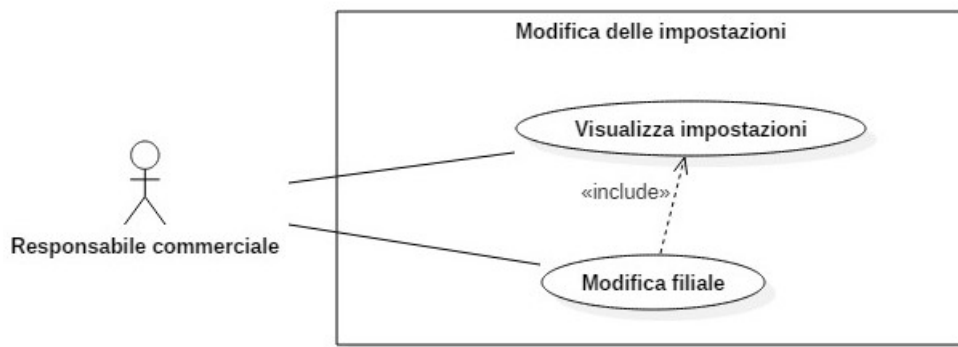 Modifica delle impostazioni
Visualizza impostazioni
«include»
Responsabile commerciale
Modifica filiale